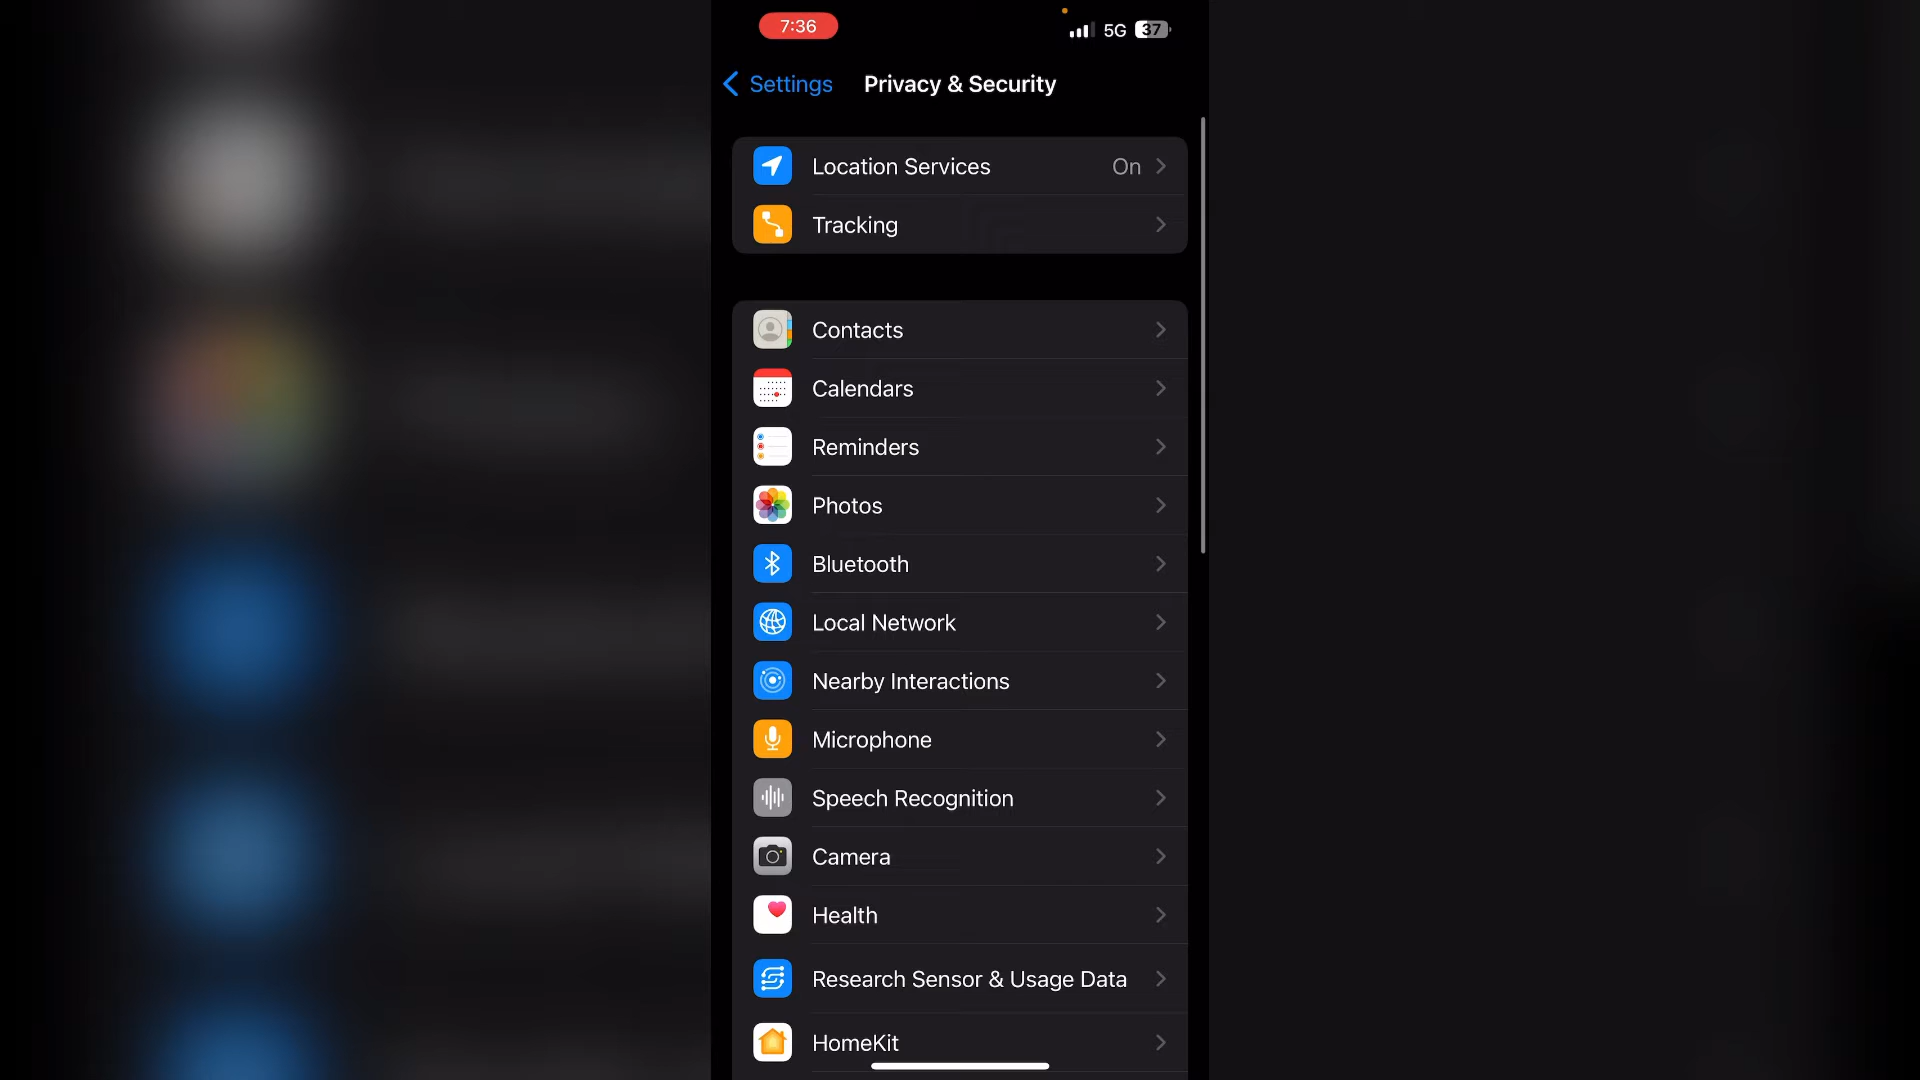 7:36
5G 37
Settings
Privacy & Security
Location Services On
Tracking
Contacts
Calendars
Reminders
Photos
Bluetooth
Local Network
Nearby Interactions
Microphone
Speech Recognition
Camera
Health
Research Sensor & Usage Data
HomeKit